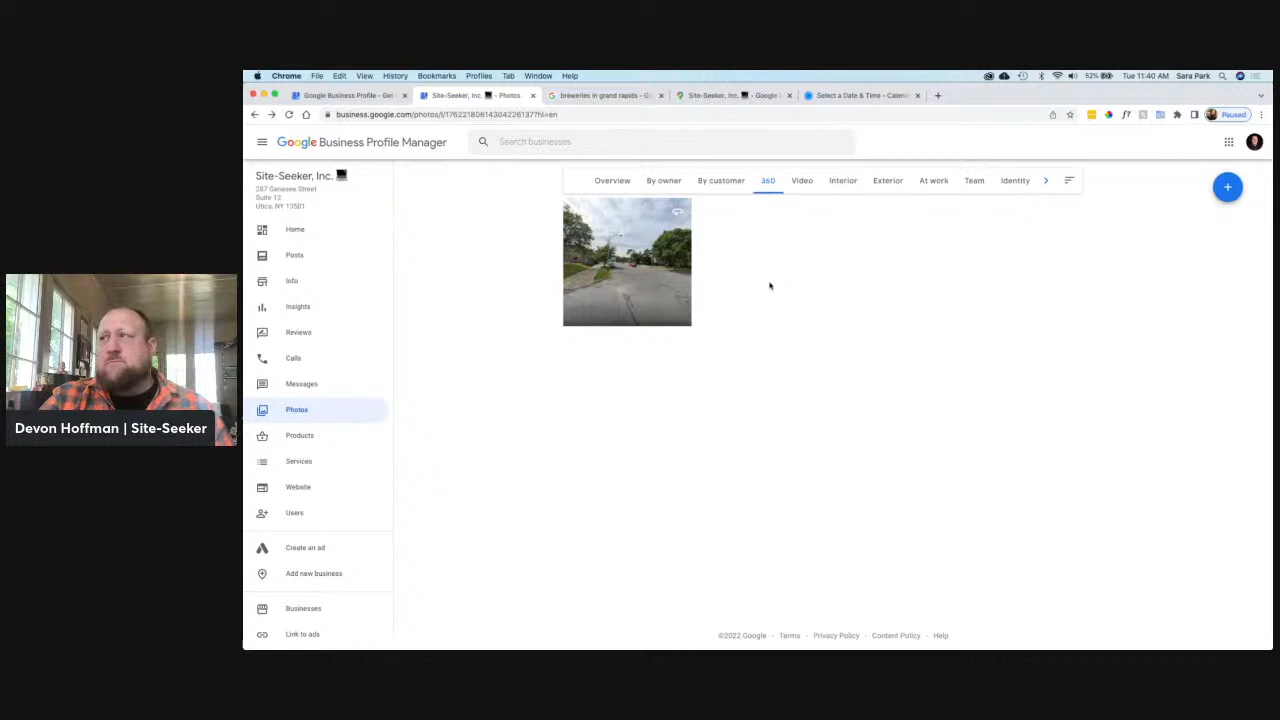 Chrome File Edit View History Bookmarks Profiles Tab Window Help
52% Tue 11:40 AM Sara Park
Google Business Profile - Get
Site-Seeker, Inc. 💻 - Photos
breweries in grand rapids - Go
Site-Seeker, Inc. 💻 - Google
Select a Date & Time - Calend
business.google.com/photos/l/17622180614304226137?hl=en
Paused
Google Business Profile Manager
Search businesses
Site-Seeker, Inc. 💻
287 Genesee Street
Suite 12
Utica, NY 13501
Overview By owner By customer 360 Video Interior Exterior At work Team Identity
Home
Posts
Info
Insights
Reviews
Calls
Messages
Photos
Products
Services
Website
Users
Create an ad
Add new business
Businesses
Link to ads
©2022 Google - Terms - Privacy Policy - Content Policy - Help
Devon Hoffman | Site-Seeker